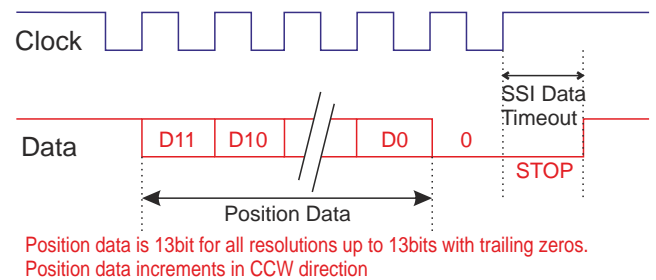 Clock
SSI Data
Timeout
Data
D11
D10
D0
0
STOP
Position Data
Position data is 13bit for all resolutions up to 13bits with trailing zeros.
Position data increments in CCW direction